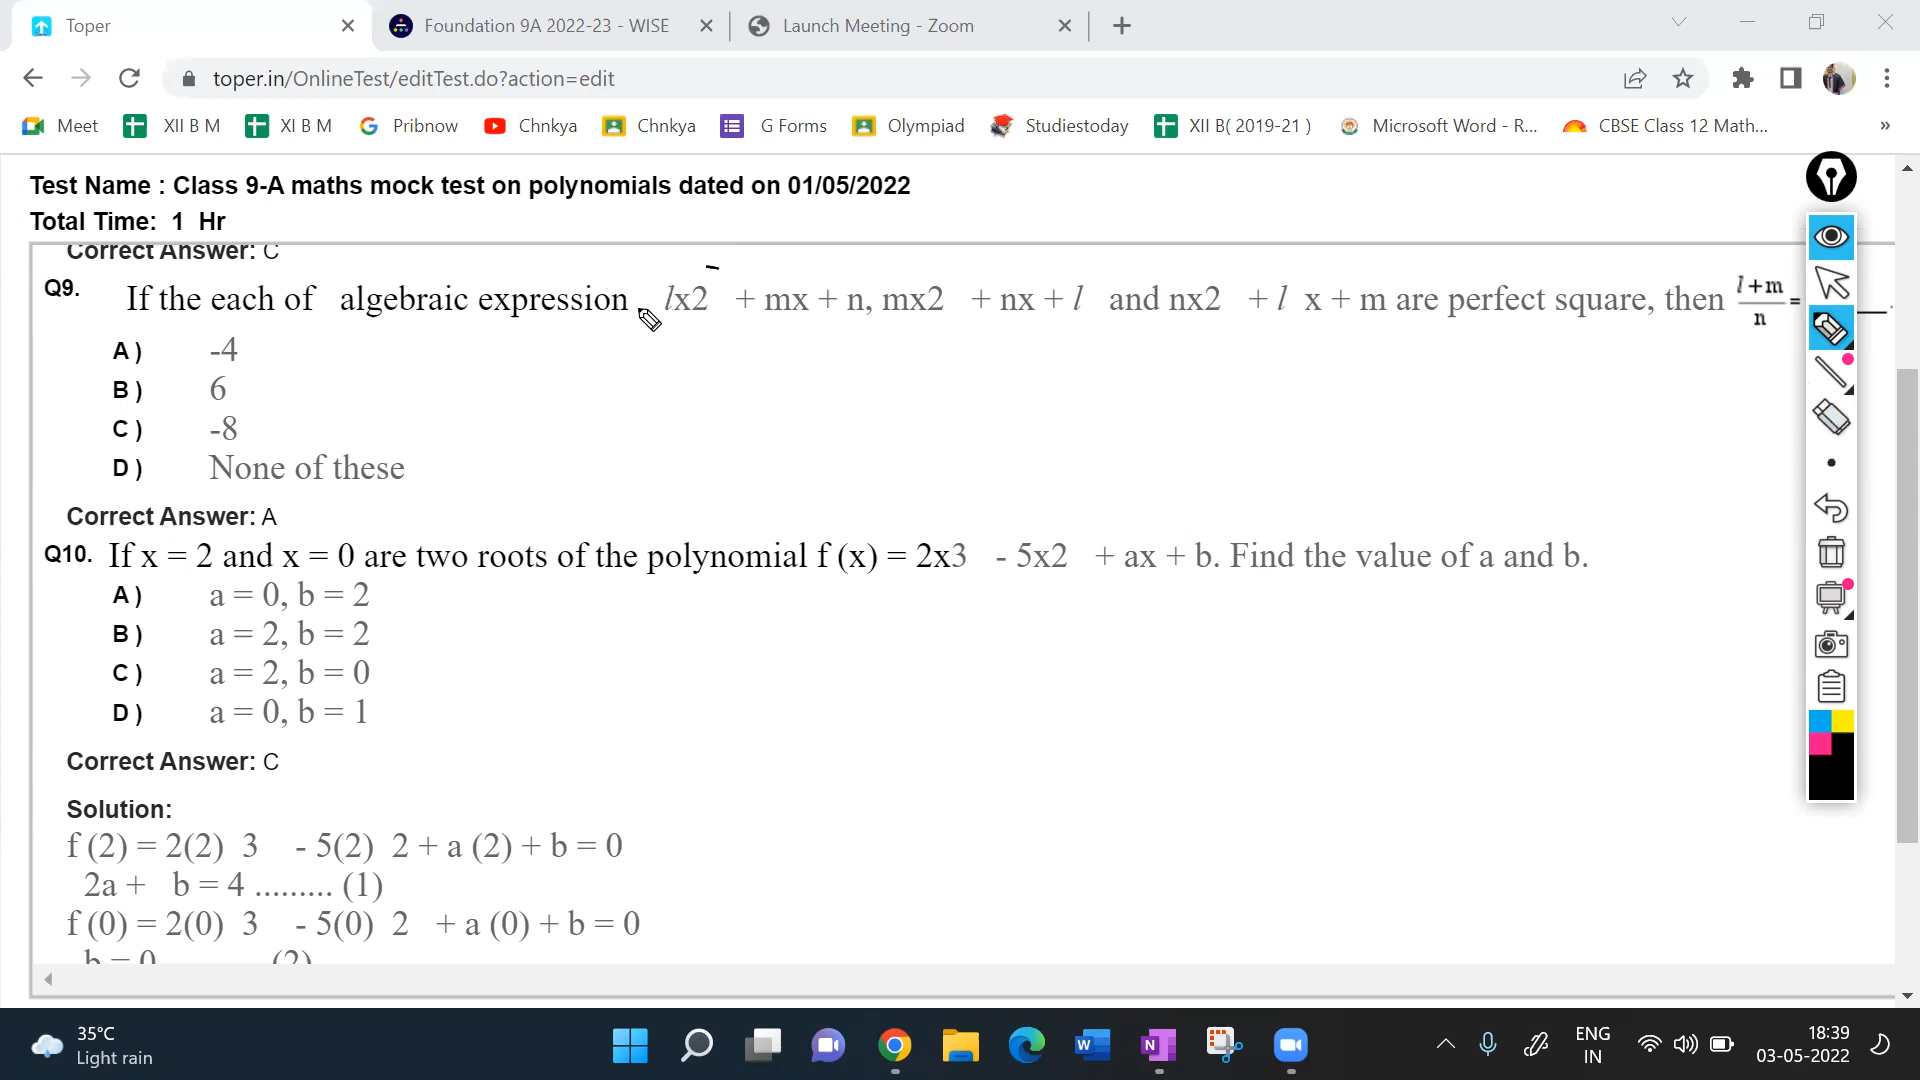 Toper
Foundation 9A 2022-23 - WISE
Launch Meeting - Zoom
toper.in/OnlineTest/editTest.do?action=edit
Meet XII B M XI B M Pribnow Chnkya Chnkya G Forms Olympiad Studiestoday XII B( 2019-21 ) Microsoft Word - R... CBSE Class 12 Math... »
Test Name : Class 9-A maths mock test on polynomials dated on 01/05/2022
Total Time: 1 Hr
Correct Answer: C
Q9. If the each of algebraic expression lx2 + mx + n, mx2 + nx + l and nx2 + l x + m are perfect square, then l+m/n = __.
A ) -4
B ) 6
C ) -8
D ) None of these
Correct Answer: A
Q10. If x = 2 and x = 0 are two roots of the polynomial f (x) = 2x3 - 5x2 + ax + b. Find the value of a and b.
A ) a = 0, b = 2
B ) a = 2, b = 2
C ) a = 2, b = 0
D ) a = 0, b = 1
Correct Answer: C
Solution:
f (2) = 2(2) 3 - 5(2) 2 + a (2) + b = 0
2a + b = 4 ......... (1)
f (0) = 2(0) 3 - 5(0) 2 + a (0) + b = 0
b = 0 (2)
35°C
Light rain
ENG
IN
18:39
03-05-2022